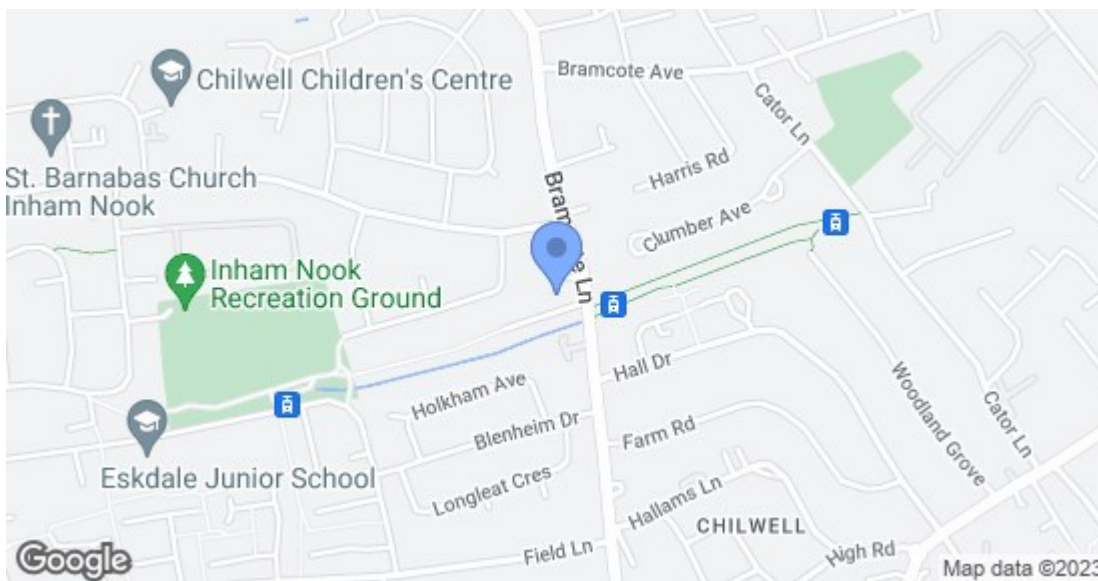 Bramcote Ave
Chilwell Children's Centre
Cator Ln
St. Barnabas Church
Inham Nook
Harris Rd
Clumber Ave
Inham Nook
Recreation Ground
Hall Dr
Holkham Ave
Woodland Grove
Cator Ln
Blenheim Dr
Farm Rd
Eskdale Junior School
Longleat Cres
Hallams Ln
CHILWELL
Field Ln
High Rd
Google
Map data ©2023